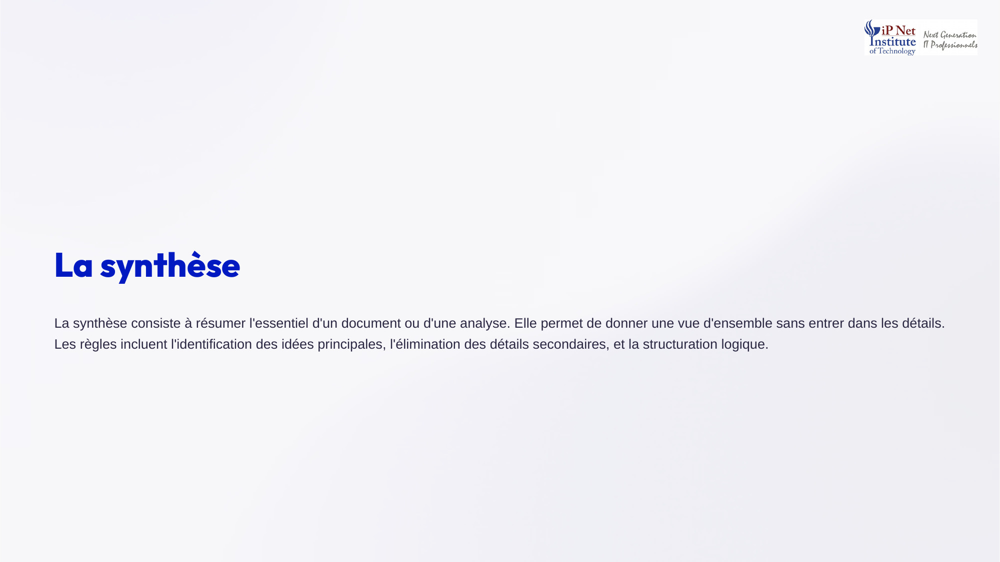 iP Net
Institute
of Technology
Next Generation
IT Professionnels
La synthèse
La synthèse consiste à résumer l'essentiel d'un document ou d'une analyse. Elle permet de donner une vue d'ensemble sans entrer dans les détails.
Les règles incluent l'identification des idées principales, l'élimination des détails secondaires, et la structuration logique.